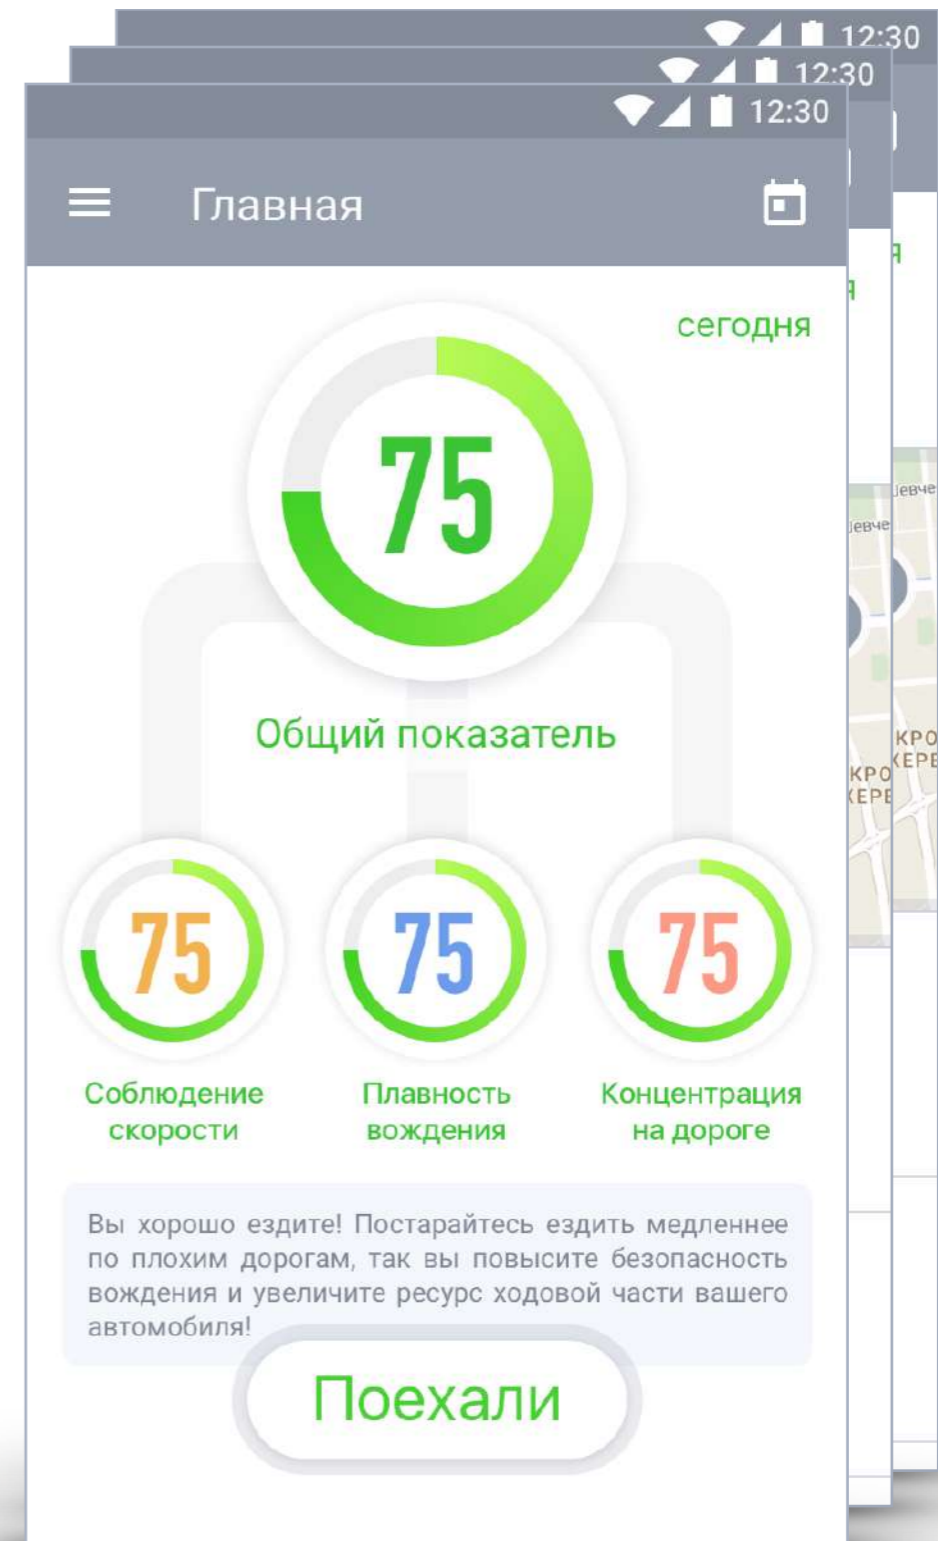 12:30
12:30
12:30
Главная
сегодня
75
Общий показатель
75
75
75
Соблюдение
скорости
Плавность
вождения
Концентрация
на дороге
Вы хорошо ездите! Постарайтесь ездить медленнее
по плохим дорогам, так вы повысите безопасность
вождения и увеличите ресурс ходовой части вашего
автомобиля!
Поехали